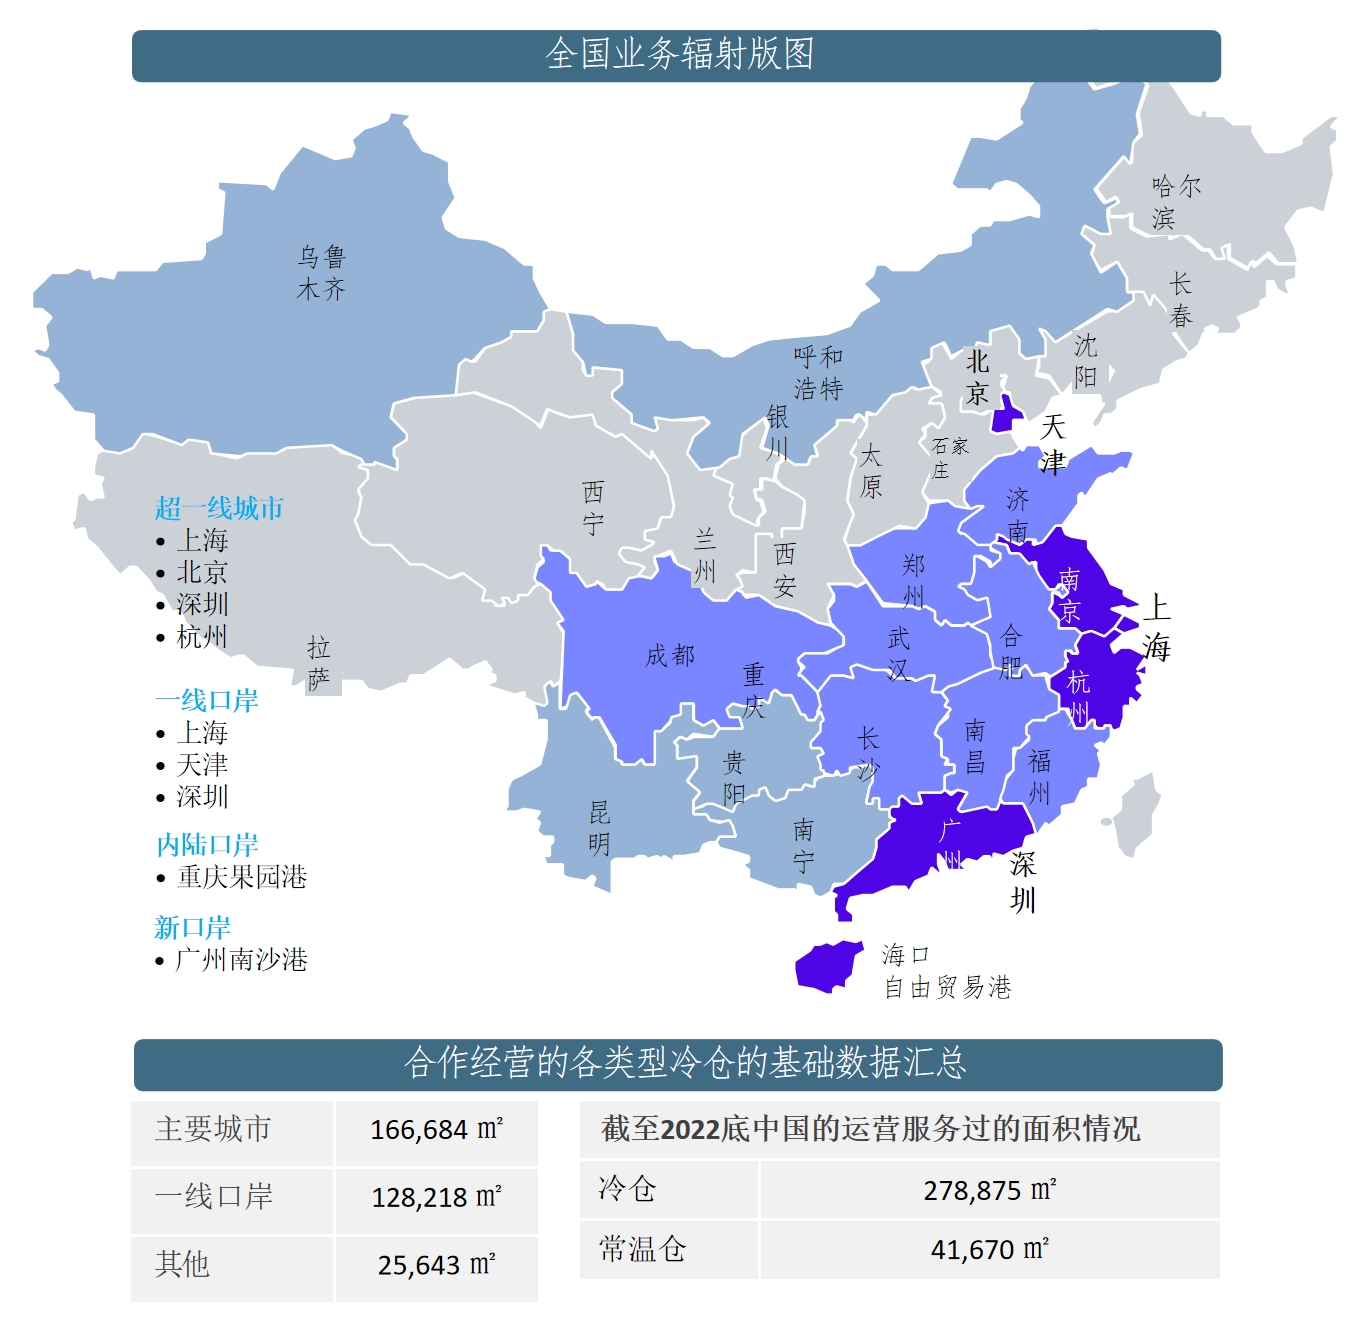 全国业务辐射版图
哈尔
滨
乌鲁
木齐
长
春
沈
阳
呼和
浩特
北
京
银
川
天
津
太
原
石家
庄
西
宁
济
南
兰
州
西
安
郑
州
南
京
上
海
超一线城市
• 上海
• 北京
• 深圳
• 杭州
拉
萨
成都
重
庆
武
汉
合
肥
杭
州
一线口岸
• 上海
• 天津
• 深圳
贵
阳
长
沙
南
昌
福
州
昆
明
南
宁
广
州
深
圳
内陆口岸
• 重庆果园港
新口岸
• 广州南沙港
海口
自由贸易港
合作经营的各类型冷仓的基础数据汇总
主要城市 166,684 ㎡
一线口岸 128,218 ㎡
其他 25,643 ㎡
截至2022底中国的运营服务过的面积情况
冷仓 278,875 ㎡
常温仓 41,670 ㎡